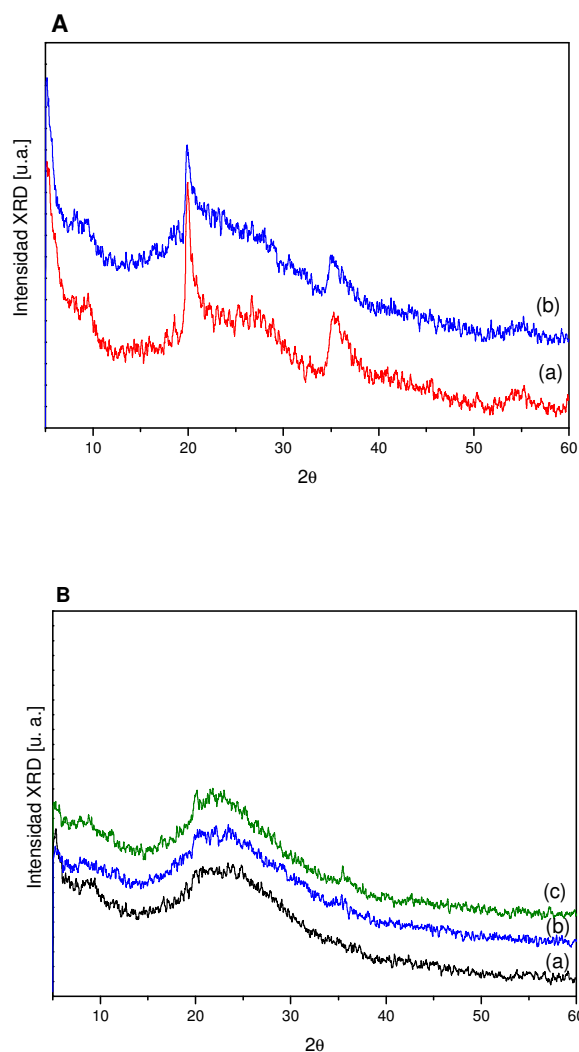 A
Intensidad XRD [u.a.]
(b)
(a)
10 20 30 40 50 60
2θ
B
Intensidad XRD [u. a.]
(c)
(b)
(a)
10 20 30 40 50 60
2θ